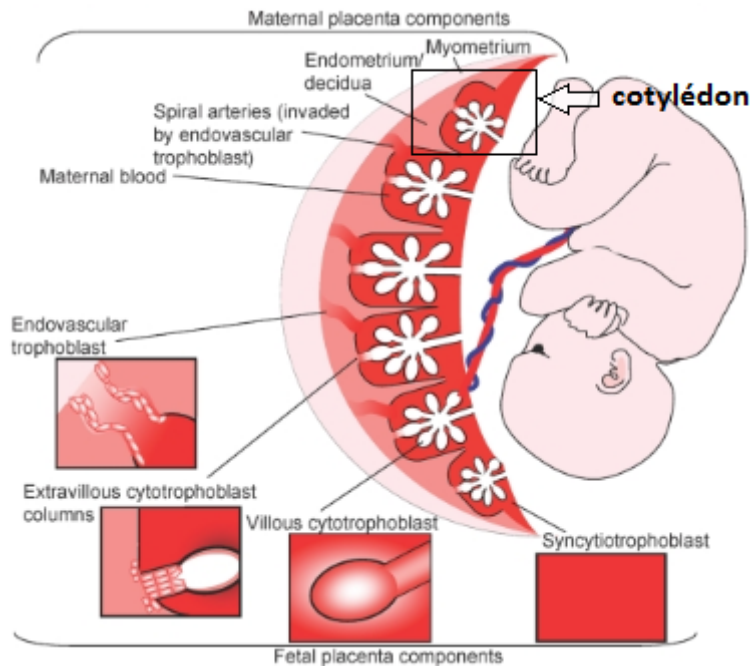 Maternal placenta components
Myometrium
Endometrium/
decidua
cotylédon
Spiral arteries (invaded
by endovascular
trophoblast)
Maternal blood
Endovascular
trophoblast
Extravillous cytotrophoblast
columns
Villous cytotrophoblast
Syncytiotrophoblast
Fetal placenta components